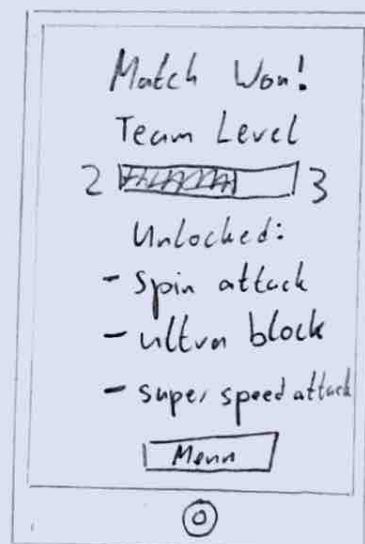 Match Won!
Team Level
2 3
Unlocked:
- Spin attack
- ultra block
- super speed attack
Menu